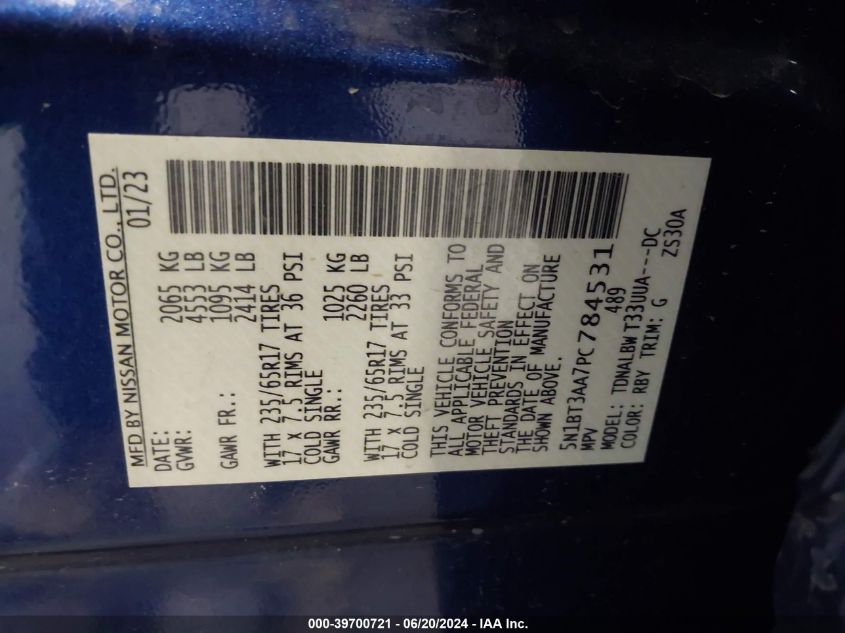 MFD BY NISSAN MOTOR CO., LTD.
DATE: 01/23
GVWR: 2065 KG
4553 LB
GAWR FR.: 1095 KG
2414 LB
WITH 235/65R17 TIRES
17 x 7.5 RIMS AT 36 PSI
COLD SINGLE
GAWR RR.: 1025 KG
2260 LB
WITH 235/65R17 TIRES
17 x 7.5 RIMS AT 33 PSI
COLD SINGLE
THIS VEHICLE CONFORMS TO
ALL APPLICABLE FEDERAL
MOTOR VEHICLE SAFETY AND
THEFT PREVENTION
STANDARDS IN EFFECT ON
THE DATE OF MANUFACTURE
SHOWN ABOVE.
5N1BT3AA7PC784531
MPV 489
MODEL: TDNALBW T33UUA---DC
COLOR: RBY TRIM: G ZS30A
000-39700721 - 06/20/2024 - IAA Inc.